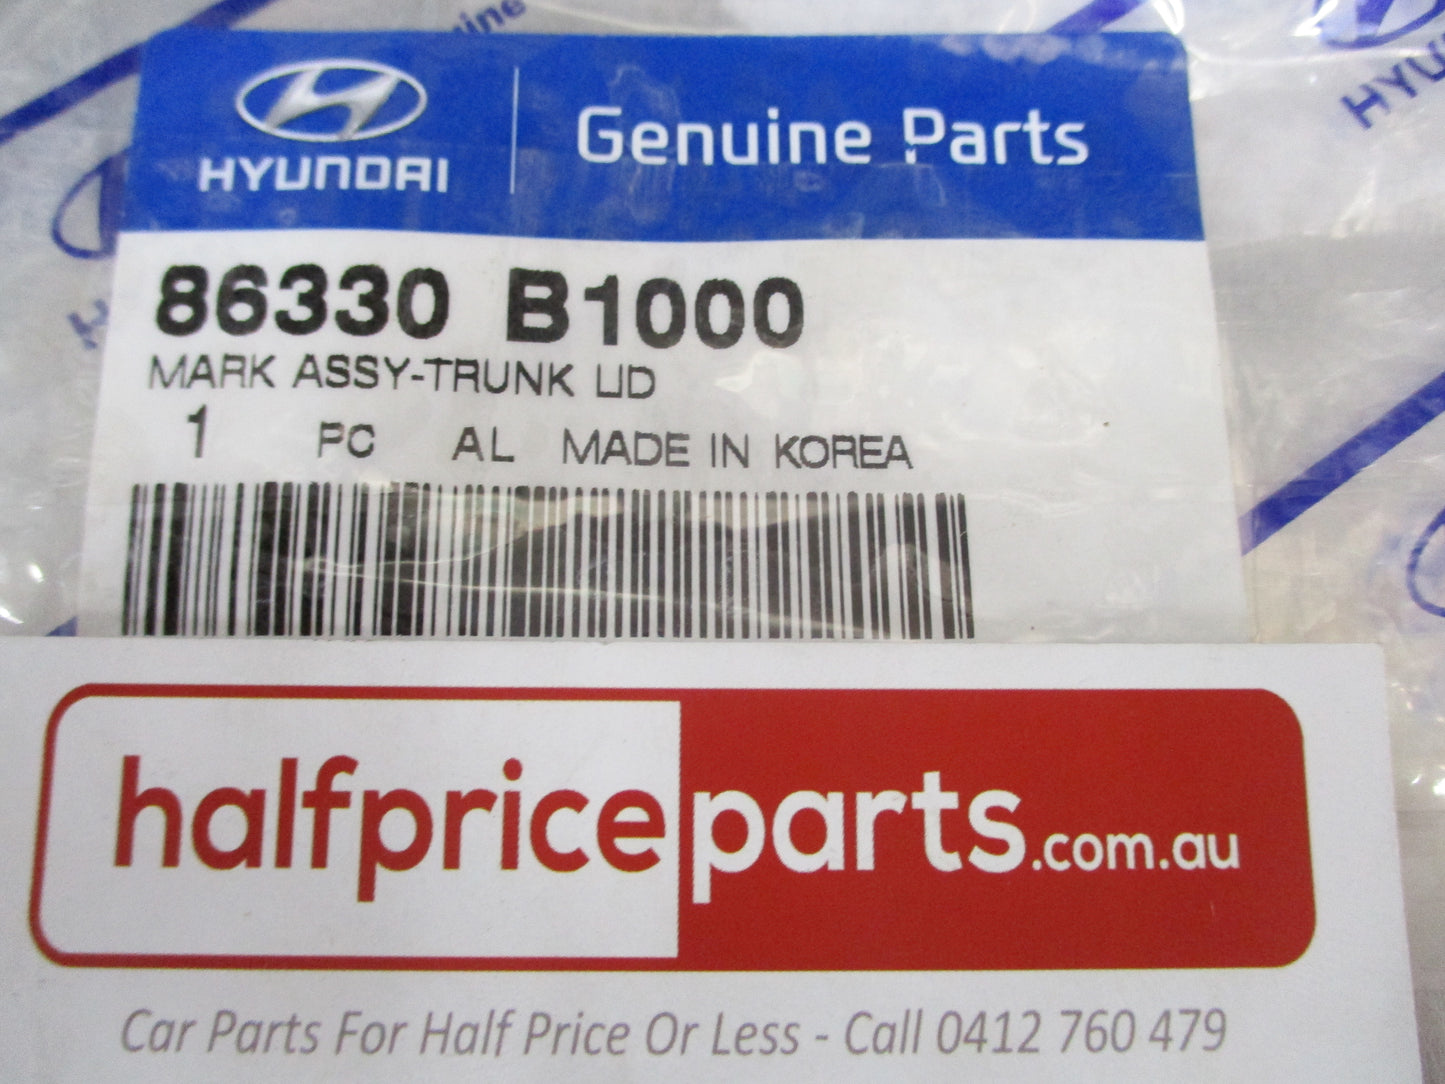 HYUNDAI
Genuine Parts
86330 B1000
MARK ASSY-TRUNK LID
1 PC AL MADE IN KOREA
halfpriceparts.com.au
Car Parts For Half Price Or Less - Call 0412 760 479